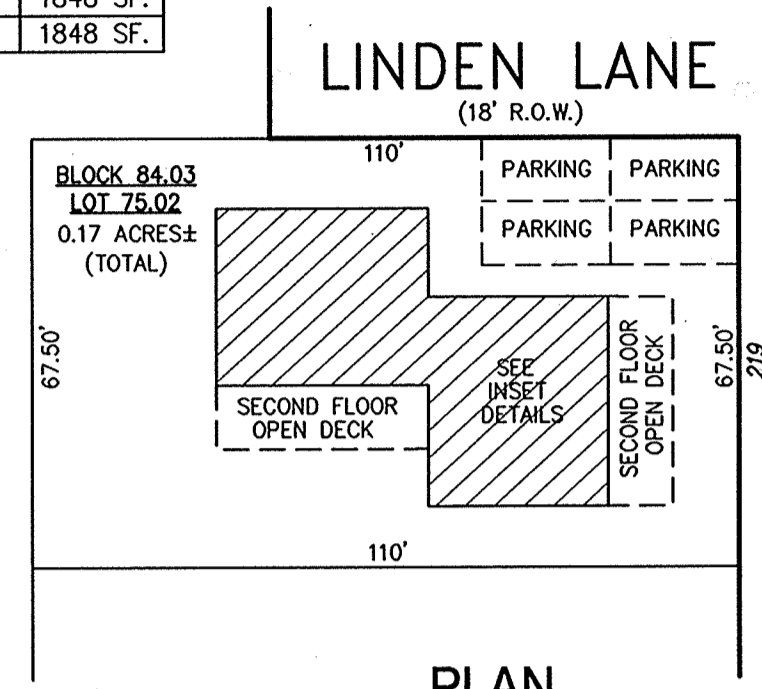 1848 SF.
1848 SF.
LINDEN LANE
(18' R.O.W.)
110'
BLOCK 84.03
LOT 75.02
0.17 ACRES±
(TOTAL)
PARKING PARKING
PARKING PARKING
67.50'
SEE
INSET
DETAILS
SECOND FLOOR
OPEN DECK
SECOND FLOOR
OPEN DECK
67.50'
219
110'
PLAN